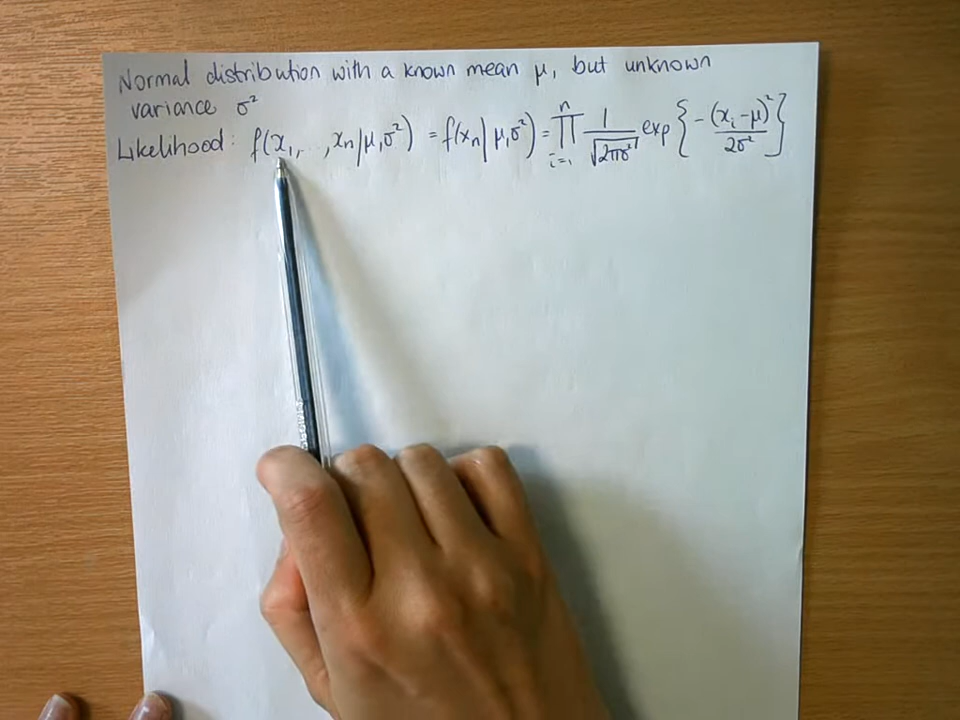 Normal distribution with a known mean μ, but unknown
variance σ²
Likelihood: f(x₁, ..., xₙ|μ,σ²) = f(xₙ|μ,σ²) = ∏ᵢ₌₁ⁿ 1/√(2πσ²) exp{-(xᵢ-μ)²/2σ²}